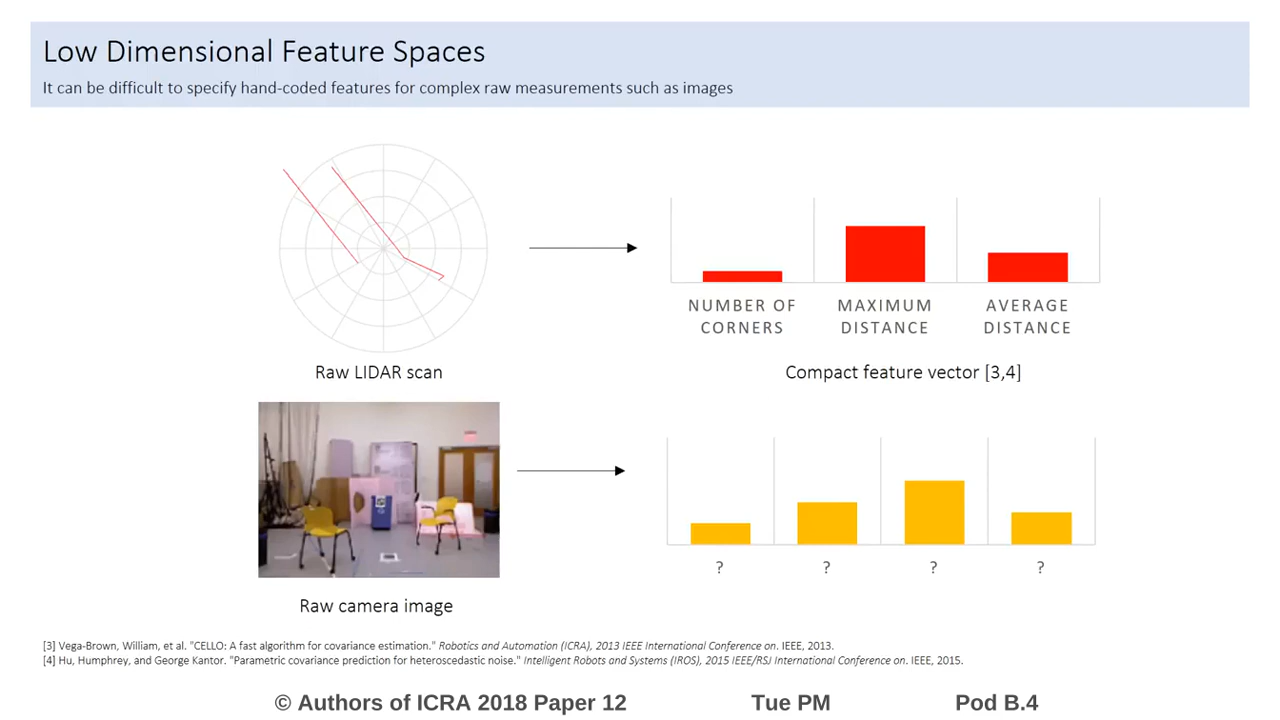 Low Dimensional Feature Spaces
It can be difficult to specify hand-coded features for complex raw measurements such as images
NUMBER OF CORNERS
MAXIMUM DISTANCE
AVERAGE DISTANCE
Raw LIDAR scan
Compact feature vector [3,4]
?
?
?
?
Raw camera image
[3] Vega-Brown, William, et al. "CELLO: A fast algorithm for covariance estimation." Robotics and Automation (ICRA), 2013 IEEE International Conference on. IEEE, 2013.
[4] Hu, Humphrey, and George Kantor. "Parametric covariance prediction for heteroscedastic noise." Intelligent Robots and Systems (IROS), 2015 IEEE/RSJ International Conference on. IEEE, 2015.
© Authors of ICRA 2018 Paper 12
Tue PM
Pod B.4